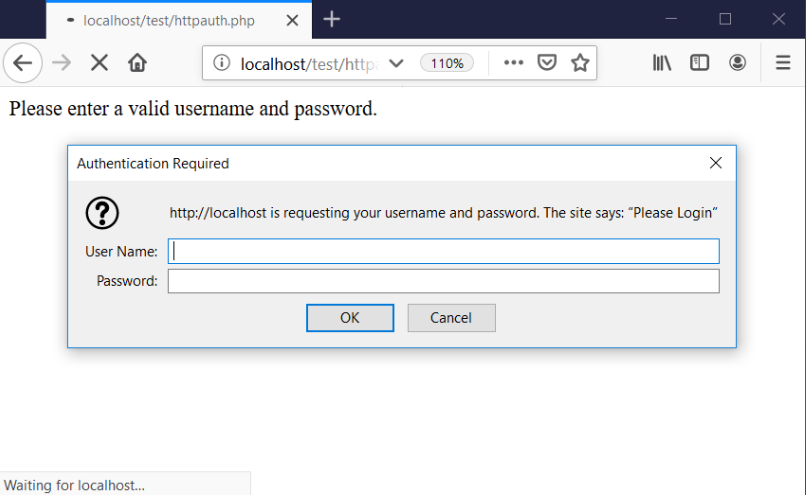 localhost/test/httpauth.php
localhost/test/http
110%
Please enter a valid username and password.
Authentication Required
http://localhost is requesting your username and password. The site says: “Please Login”
User Name:
Password:
OK
Cancel
Waiting for localhost...